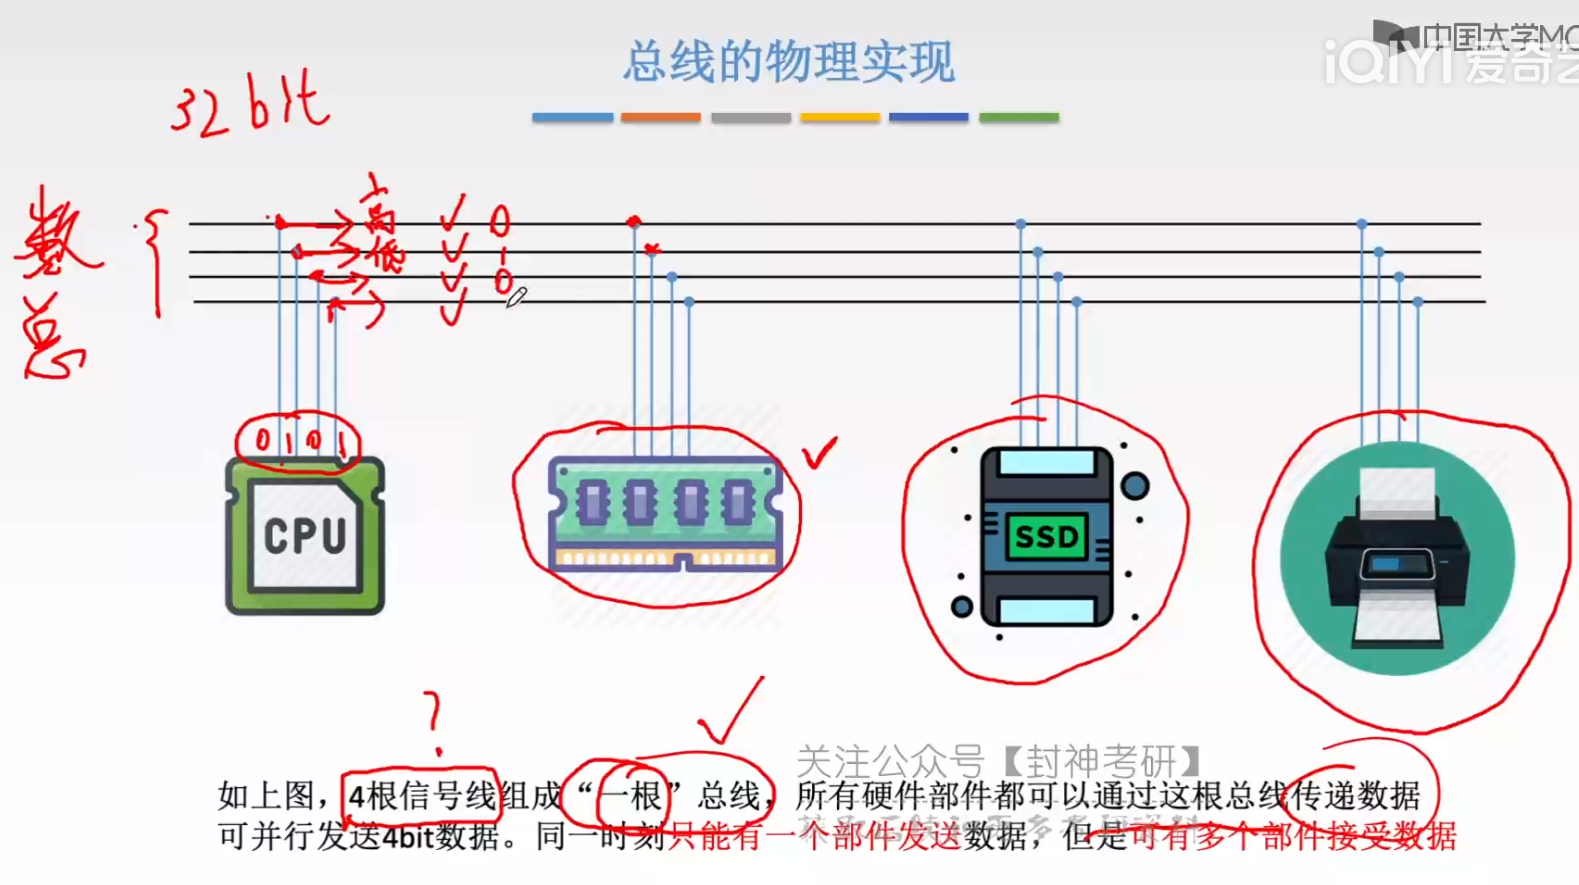 中国大学MO
iQIYI 爱奇艺
总线的物理实现
32bit
数
总
高 ✓ 0
低 ✓ 1
✓ 0
✓
0 1 0 1
CPU
SSD
?
关注公众号【封神考研】
如上图，4根信号线组成“一根”总线，所有硬件部件都可以通过这根总线传递数据
可并行发送4bit数据。同一时刻只能有一个部件发送数据，但是可有多个部件接受数据